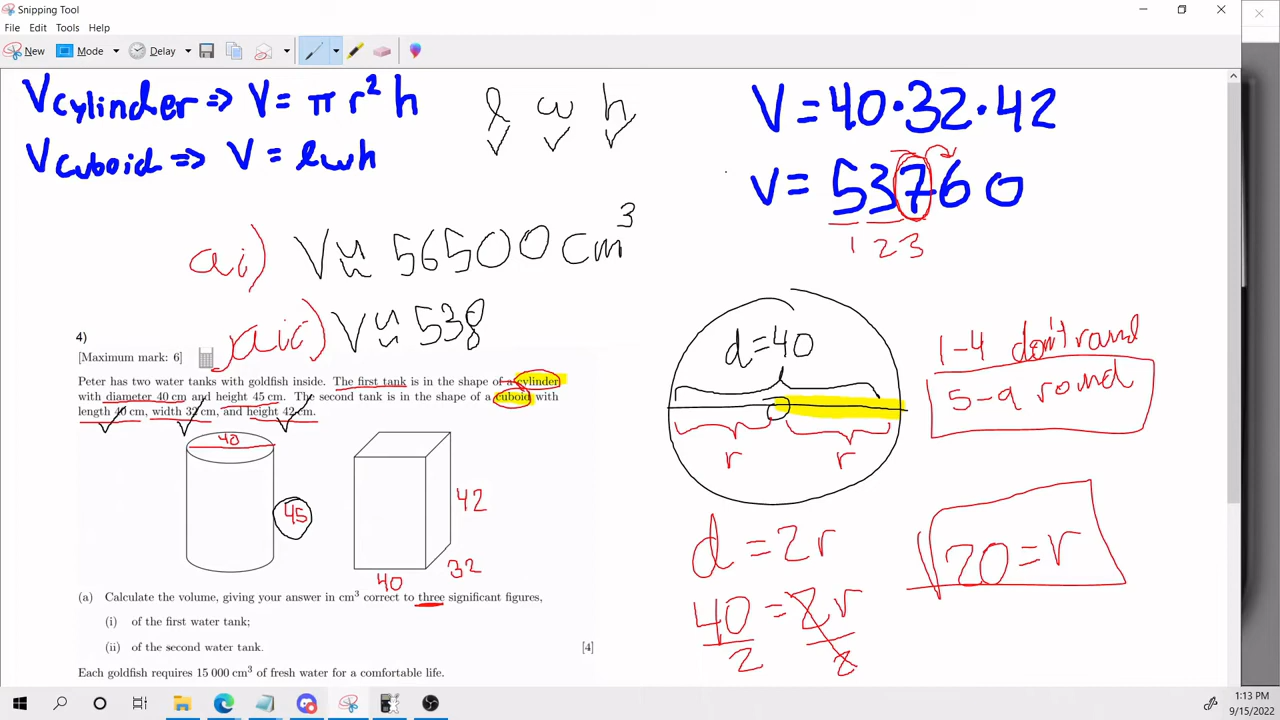 Snipping Tool
File Edit Tools Help
New Mode Delay
Vcylinder ⇒ V = π r² h
Vcuboid ⇒ V = lwh
l w h
V = 40·32·42
V = 53760
1 2 3
ai) V ≈ 56500 cm³
aii) V ≈ 538
4)
[Maximum mark: 6]
Peter has two water tanks with goldfish inside. The first tank is in the shape of a cylinder
with diameter 40 cm and height 45 cm. The second tank is in the shape of a cuboid with
length 40 cm, width 32 cm, and height 42 cm.
40
45
42
32
40
(a) Calculate the volume, giving your answer in cm³ correct to three significant figures,
(i) of the first water tank;
(ii) of the second water tank. [4]
Each goldfish requires 15 000 cm³ of fresh water for a comfortable life.
d=40
r r
1-4 don't round
5-9 round
d = 2r
40 = 2r
2 2
20 = r
1:13 PM
9/15/2022